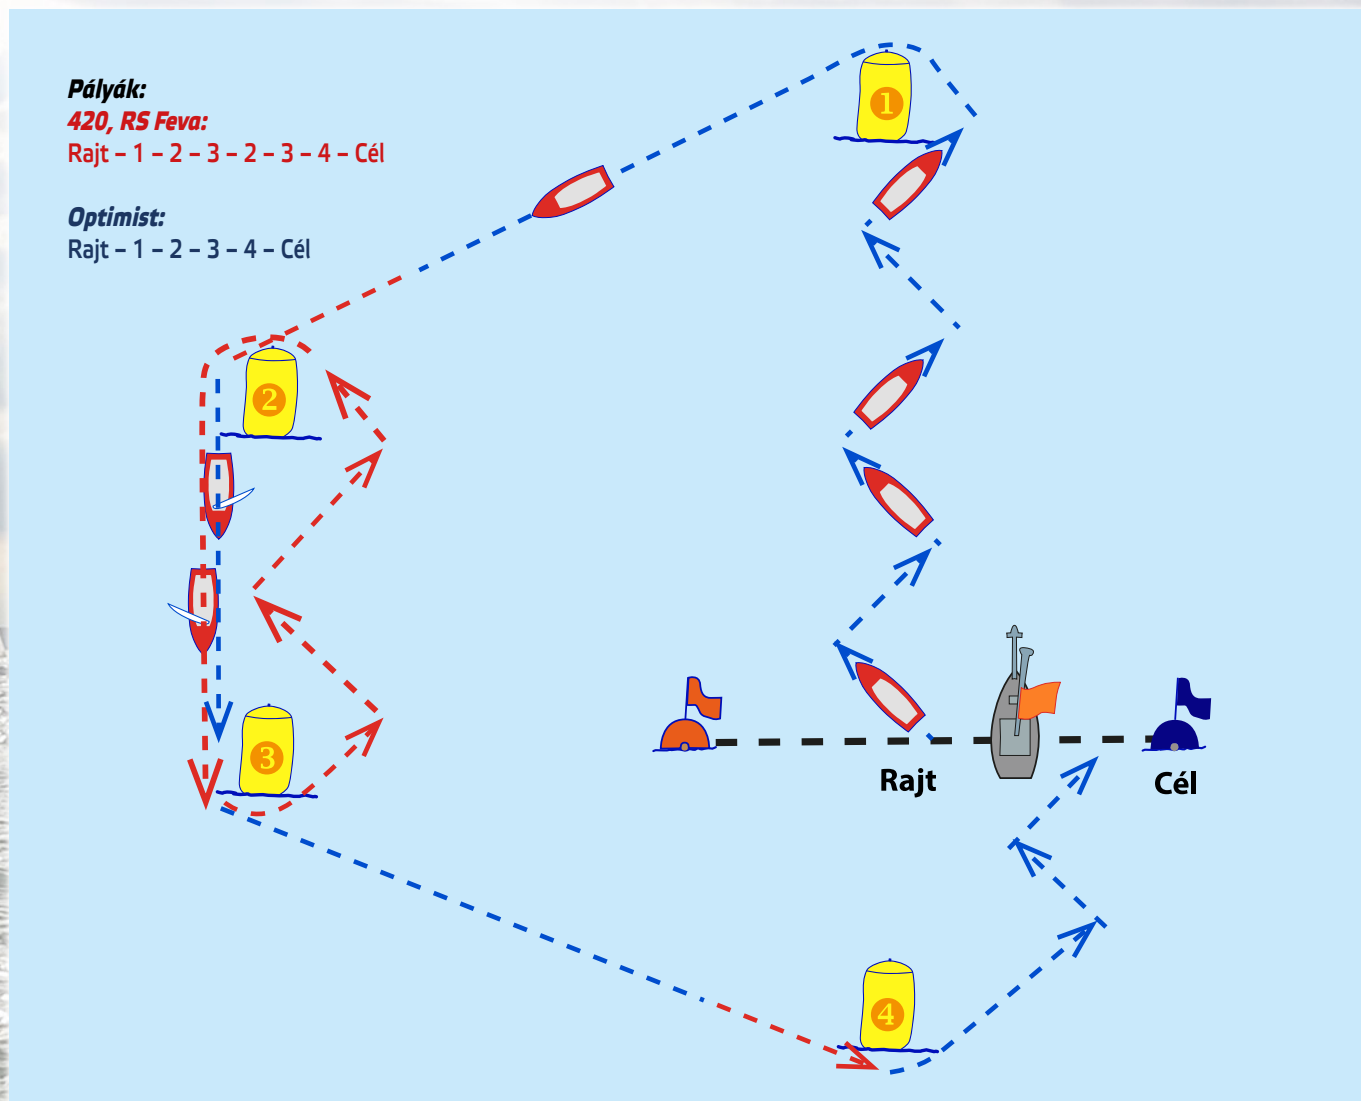 Pályák:
420, RS Feva:
Rajt – 1 – 2 – 3 – 2 – 3 – 4 – Cél
Optimist:
Rajt – 1 – 2 – 3 – 4 – Cél
1
2
3
Rajt
Cél
4